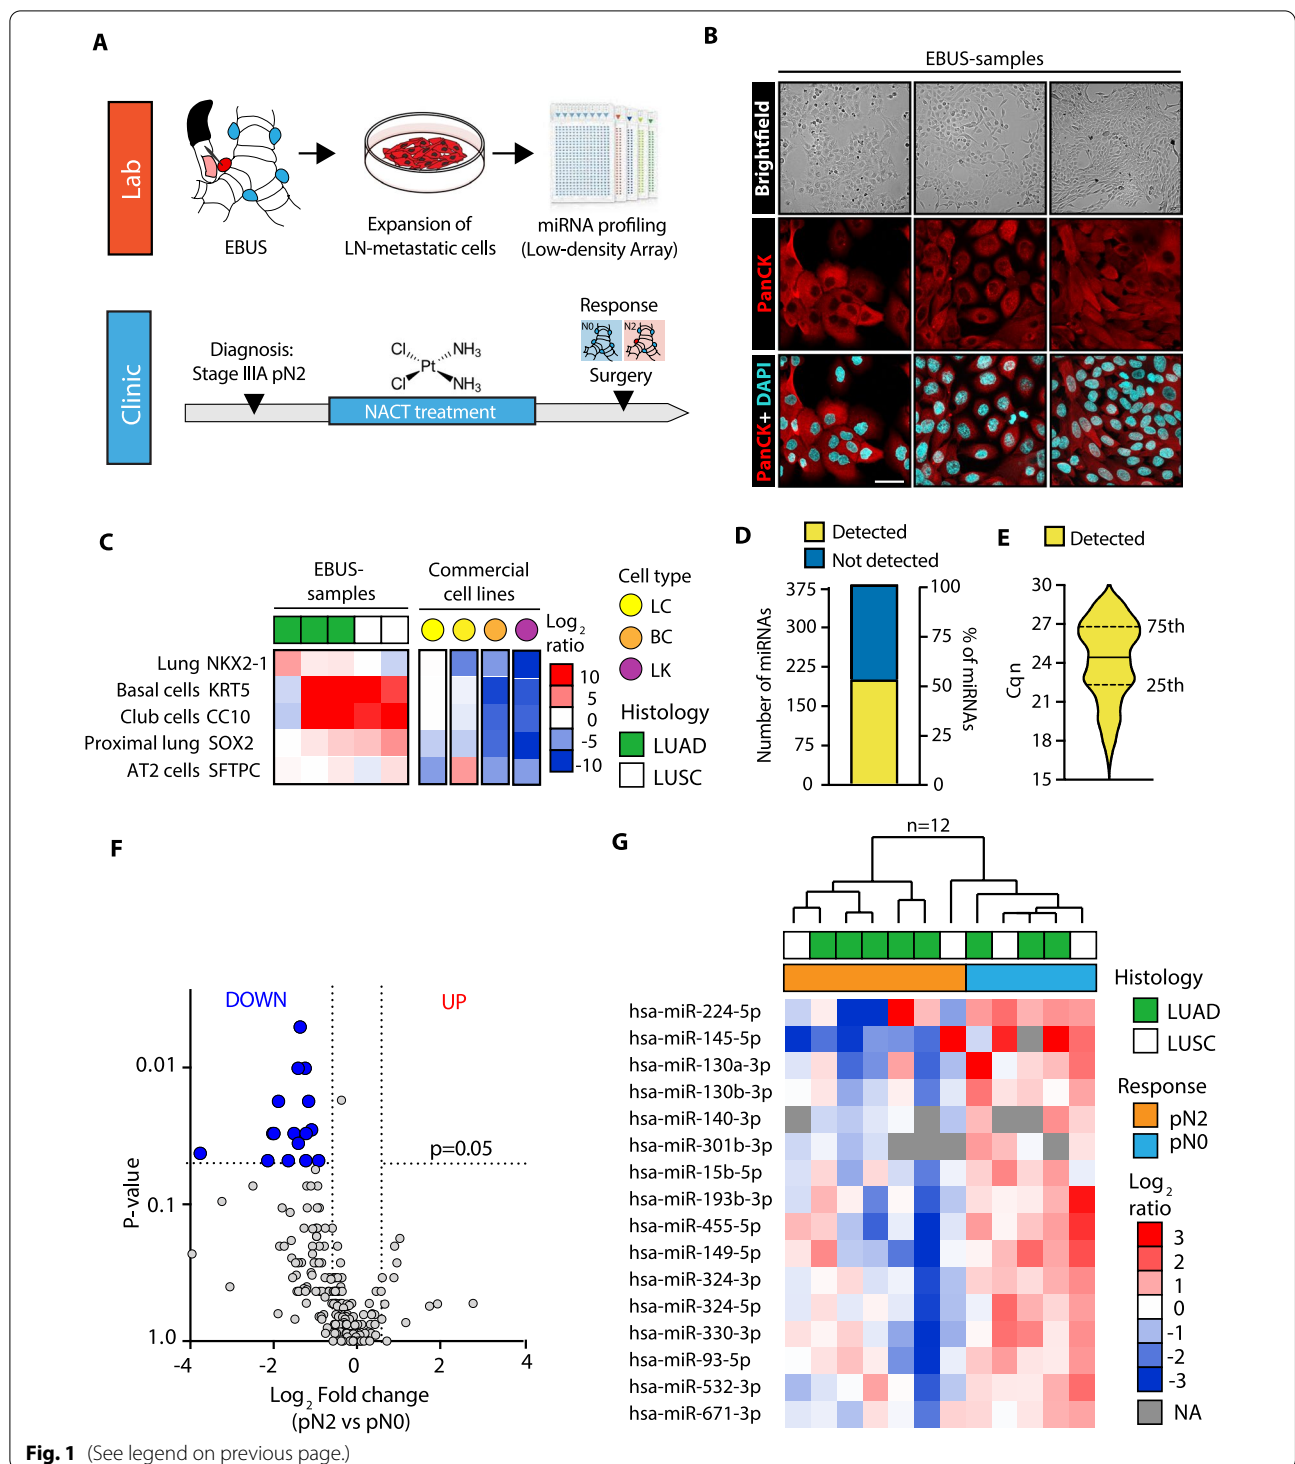 A
Lab
EBUS
Expansion of
LN-metastatic cells
miRNA profiling
(Low-density Array)
Clinic
Diagnosis:
Stage IIIA pN2
Cl
NH3
Pt
Cl
NH3
NACT treatment
Response
N0
N2
Surgery
B
EBUS-samples
Brightfield
PanCK
PanCK + DAPI
C
EBUS-
samples
Commercial
cell lines
Lung NKX2-1
Basal cells KRT5
Club cells CC10
Proximal lung SOX2
AT2 cells SFTPC
Log2
ratio
10
5
0
-5
-10
Cell type
LC
BC
LK
Histology
LUAD
LUSC
D
Detected
Not detected
Number of miRNAs
375
300
225
150
75
0
100
75
50
25
0
% of miRNAs
E
Detected
Cqn
30
27
24
21
18
15
75th
25th
F
DOWN
UP
p=0.05
P-value
0.01
0.1
1.0
-4
-2
0
2
4
Log2 Fold change
(pN2 vs pN0)
G
n=12
hsa-miR-224-5p
hsa-miR-145-5p
hsa-miR-130a-3p
hsa-miR-130b-3p
hsa-miR-140-3p
hsa-miR-301b-3p
hsa-miR-15b-5p
hsa-miR-193b-3p
hsa-miR-455-5p
hsa-miR-149-5p
hsa-miR-324-3p
hsa-miR-324-5p
hsa-miR-330-3p
hsa-miR-93-5p
hsa-miR-532-3p
hsa-miR-671-3p
Histology
LUAD
LUSC
Response
pN2
pN0
Log2
ratio
3
2
1
0
-1
-2
-3
NA
Fig. 1 (See legend on previous page.)